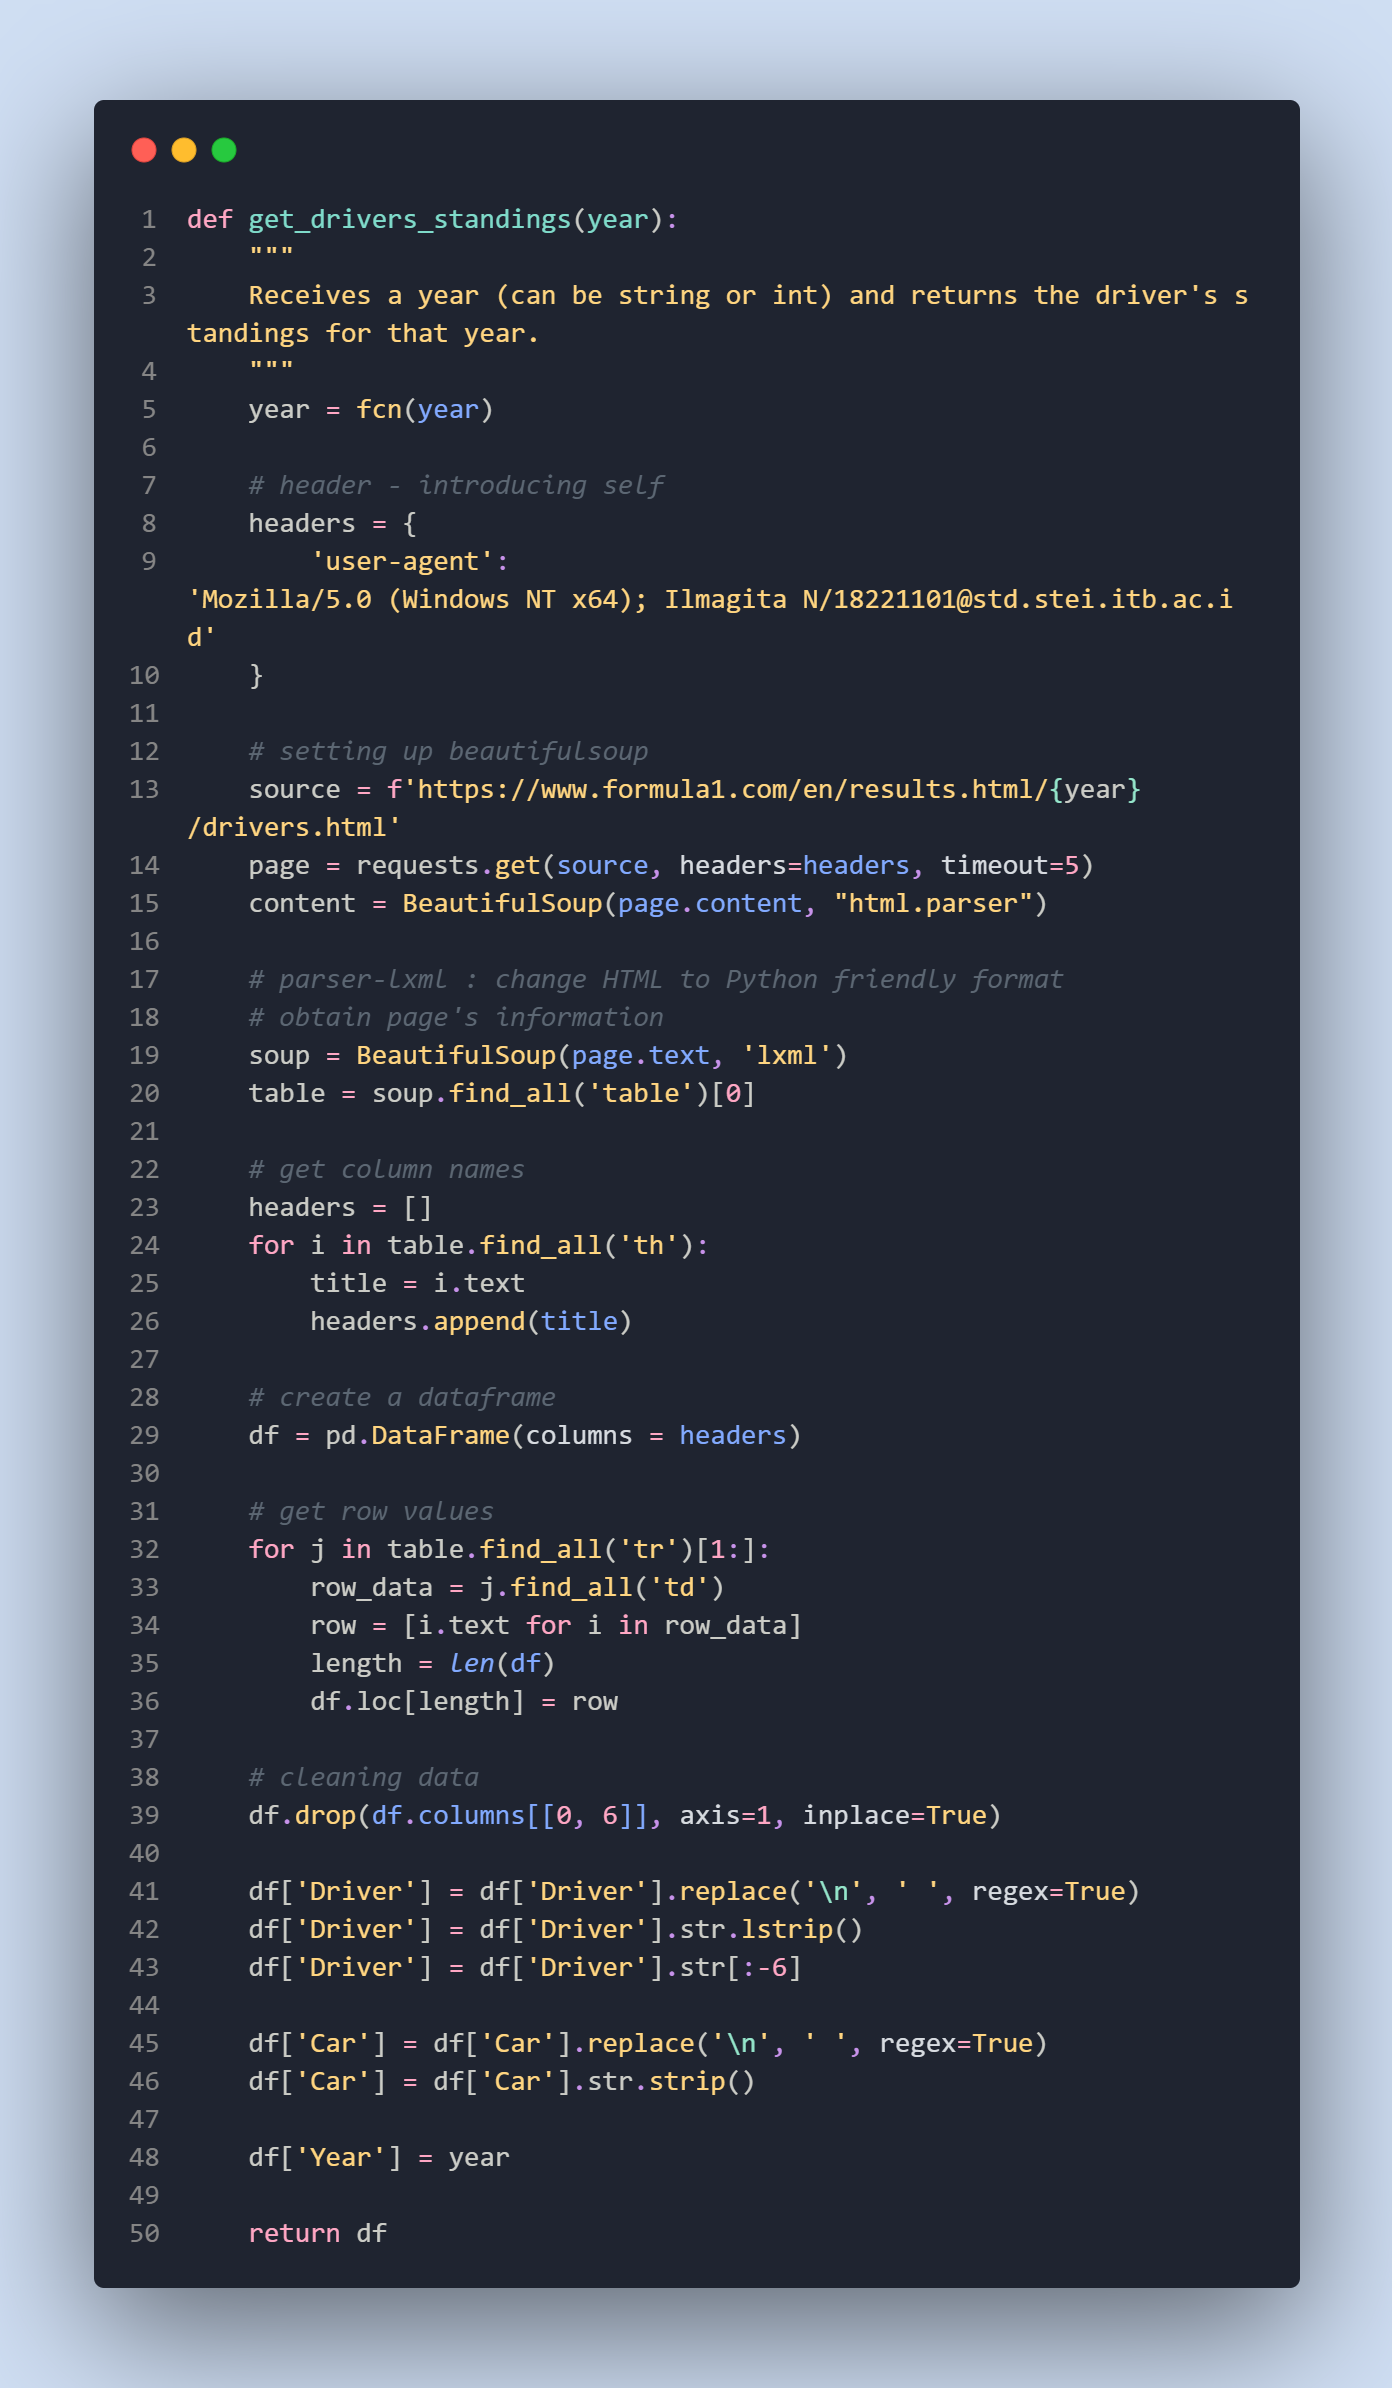 1 def get_drivers_standings(year):
2     """
3     Receives a year (can be string or int) and returns the driver's s
tandings for that year.
4     """
5     year = fcn(year)
6
7     # header - introducing self
8     headers = {
9         'user-agent':
'Mozilla/5.0 (Windows NT x64); Ilmagita N/18221101@std.stei.itb.ac.i
d'
10     }
11
12     # setting up beautifulsoup
13     source = f'https://www.formula1.com/en/results.html/{year}
/drivers.html'
14     page = requests.get(source, headers=headers, timeout=5)
15     content = BeautifulSoup(page.content, "html.parser")
16
17     # parser-lxml : change HTML to Python friendly format
18     # obtain page's information
19     soup = BeautifulSoup(page.text, 'lxml')
20     table = soup.find_all('table')[0]
21
22     # get column names
23     headers = []
24     for i in table.find_all('th'):
25         title = i.text
26         headers.append(title)
27
28     # create a dataframe
29     df = pd.DataFrame(columns = headers)
30
31     # get row values
32     for j in table.find_all('tr')[1:]:
33         row_data = j.find_all('td')
34         row = [i.text for i in row_data]
35         length = len(df)
36         df.loc[length] = row
37
38     # cleaning data
39     df.drop(df.columns[[0, 6]], axis=1, inplace=True)
40
41     df['Driver'] = df['Driver'].replace('\n', ' ', regex=True)
42     df['Driver'] = df['Driver'].str.lstrip()
43     df['Driver'] = df['Driver'].str[:-6]
44
45     df['Car'] = df['Car'].replace('\n', ' ', regex=True)
46     df['Car'] = df['Car'].str.strip()
47
48     df['Year'] = year
49
50     return df